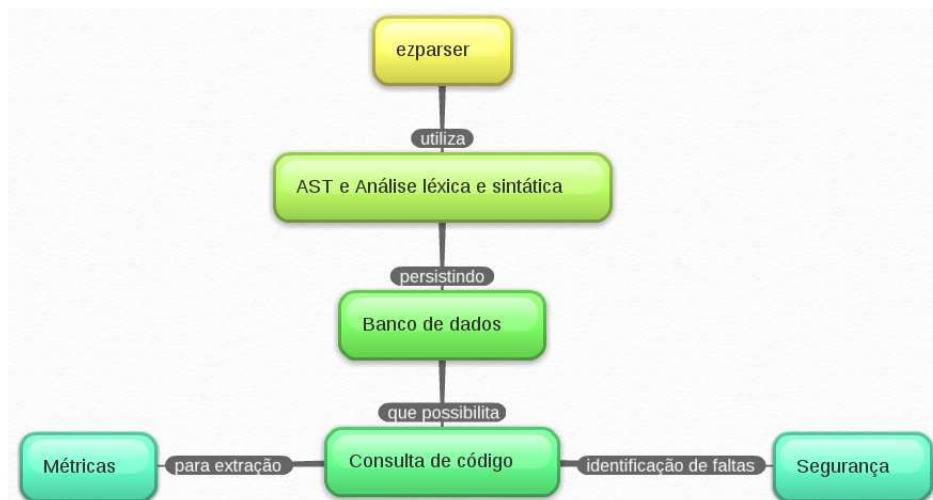 ezparser
utiliza
AST e Análise léxica e sintática
persistindo
Banco de dados
que possibilita
Métricas
para extração
Consulta de código
identificação de faltas
Segurança